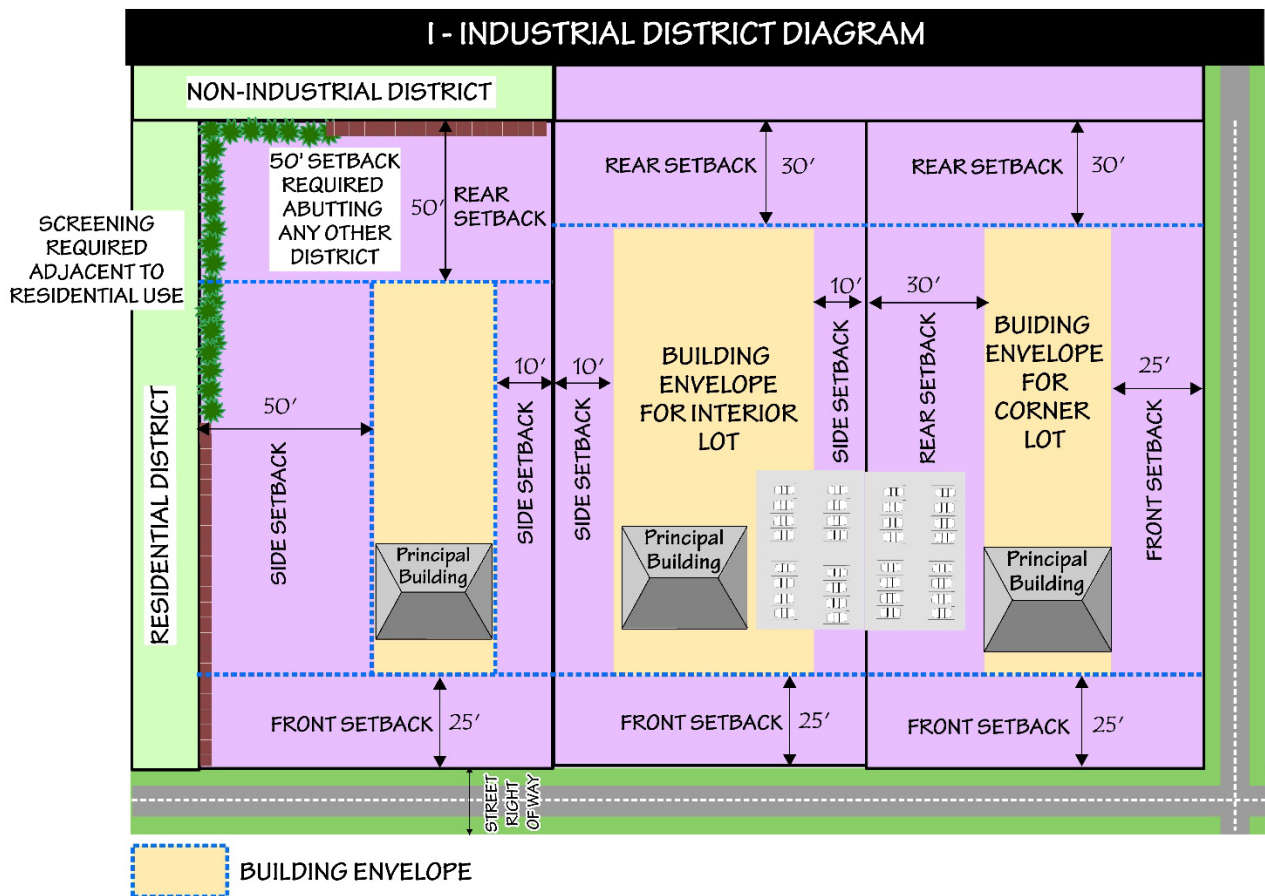 I - INDUSTRIAL DISTRICT DIAGRAM
NON-INDUSTRIAL DISTRICT
50' SETBACK
REQUIRED
ABUTTING
ANY OTHER
DISTRICT
50'
REAR
SETBACK
REAR SETBACK
30'
REAR SETBACK
30'
SCREENING
REQUIRED
ADJACENT TO
RESIDENTIAL USE
RESIDENTIAL DISTRICT
50'
SIDE SETBACK
10'
SIDE SETBACK
10'
SIDE SETBACK
BUILDING
ENVELOPE
FOR INTERIOR
LOT
10'
SIDE SETBACK
30'
REAR SETBACK
BUIDING
ENVELOPE
FOR
CORNER
LOT
25'
FRONT SETBACK
Principal
Building
Principal
Building
Principal
Building
FRONT SETBACK
25'
FRONT SETBACK
25'
FRONT SETBACK
25'
STREET
RIGHT
OF WAY
BUILDING ENVELOPE